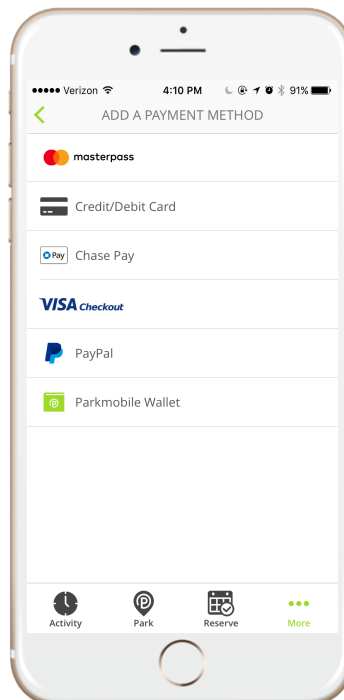 Verizon 4:10 PM 91%
ADD A PAYMENT METHOD
masterpass
Credit/Debit Card
Pay Chase Pay
VISA Checkout
PayPal
Parkmobile Wallet
Activity Park Reserve More